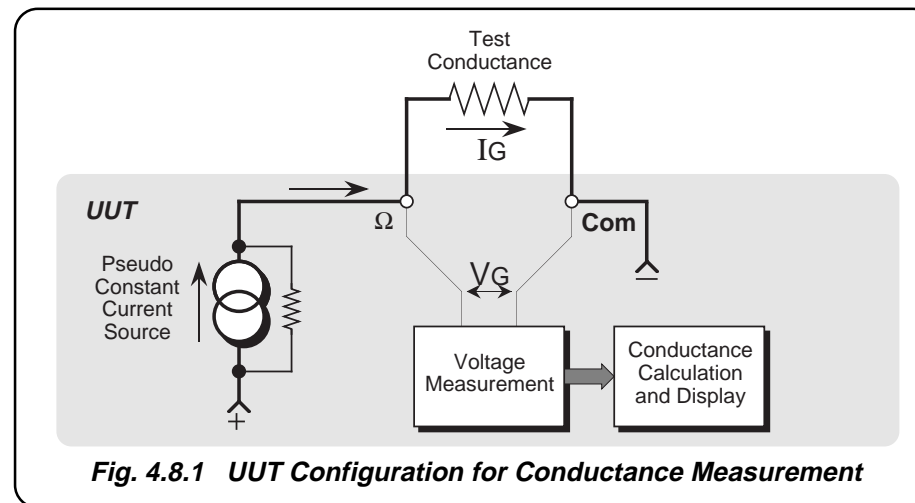 Test
Conductance
IG
UUT
Ω
Com
Pseudo
Constant
Current
Source
VG
Voltage
Measurement
Conductance
Calculation
and Display
+
Fig. 4.8.1 UUT Configuration for Conductance Measurement